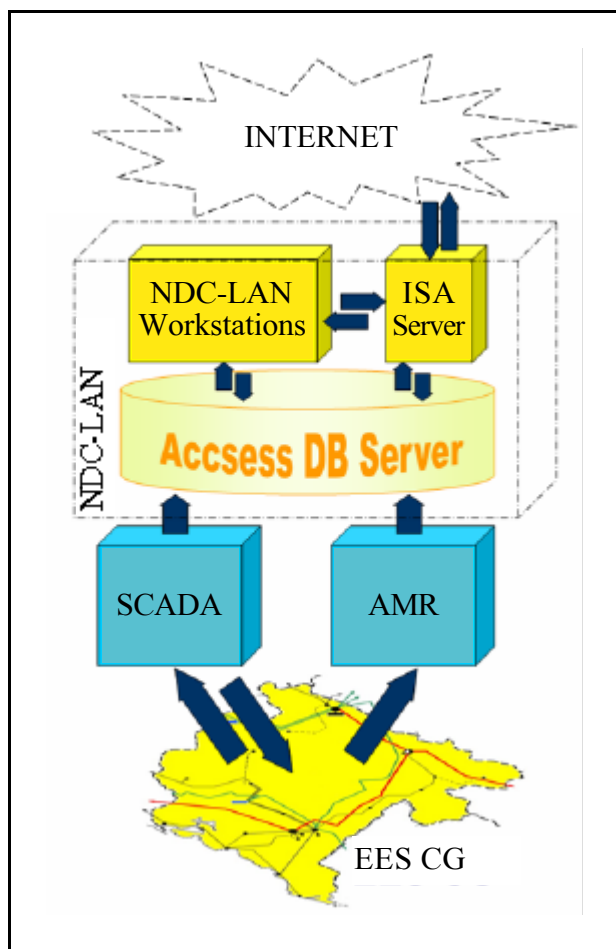 INTERNET
NDC-LAN
Workstations
ISA
Server
NDC-LAN
Accsess DB Server
SCADA
AMR
EES CG